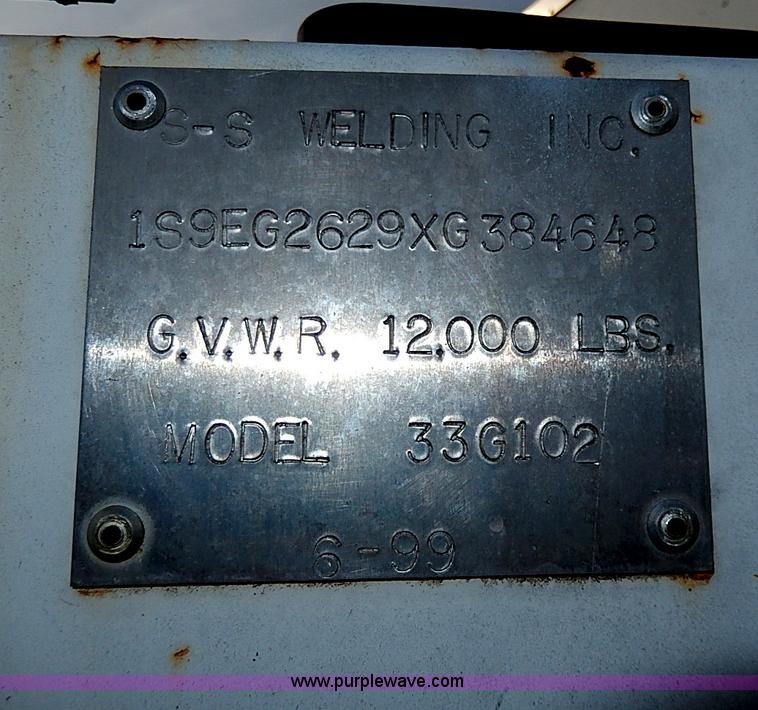 S-S WELDING INC.
1S9EG2629XG384648
G.V.W.R. 12,000 LBS.
MODEL 33G102
6-99
www.purplewave.com